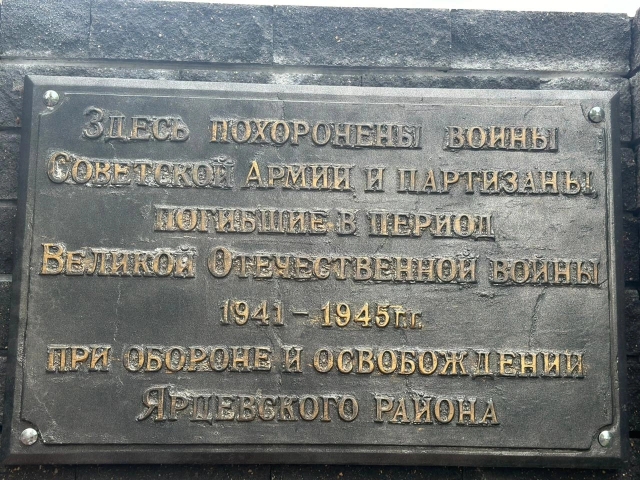 Здесь похоронены воины
Советской Армии и партизаны
погибшие в период
Великой Отечественной войны
1941 – 1945 г.г.
при обороне и освобождении
Ярцевского района